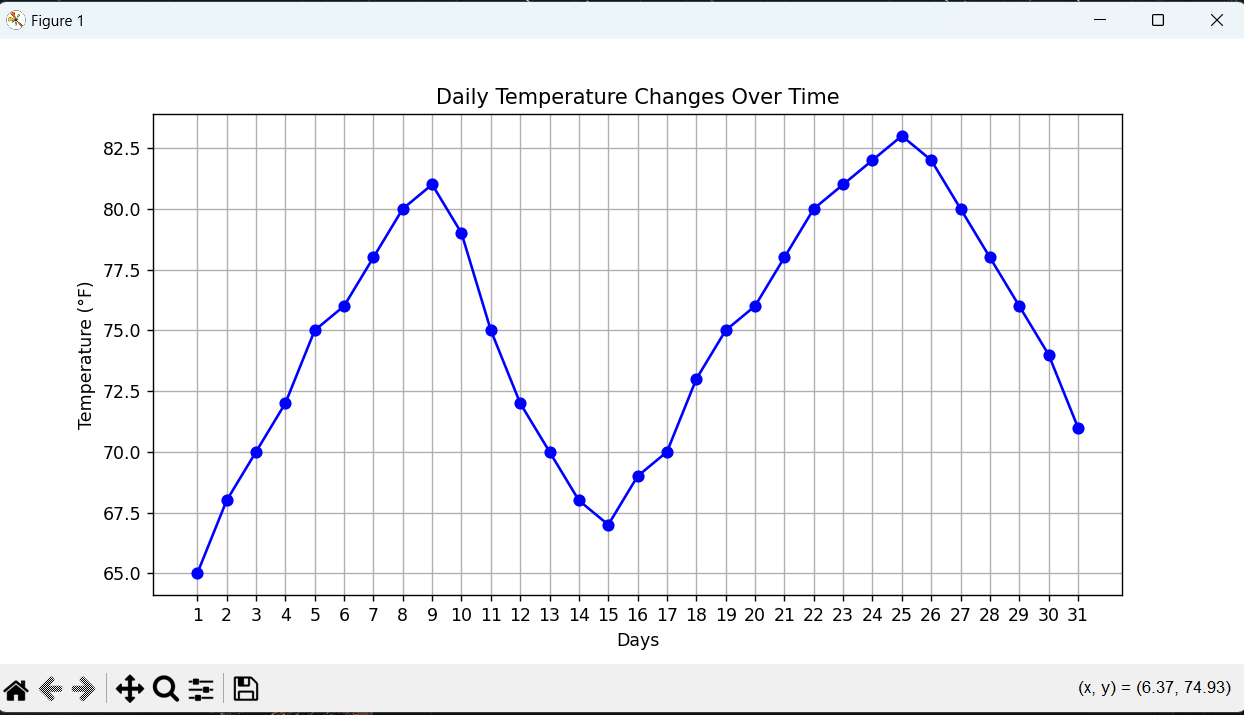 Figure 1
Daily Temperature Changes Over Time
82.5
80.0
77.5
75.0
72.5
70.0
67.5
65.0
Temperature (°F)
1 2 3 4 5 6 7 8 9 10 11 12 13 14 15 16 17 18 19 20 21 22 23 24 25 26 27 28 29 30 31
Days
(x, y) = (6.37, 74.93)